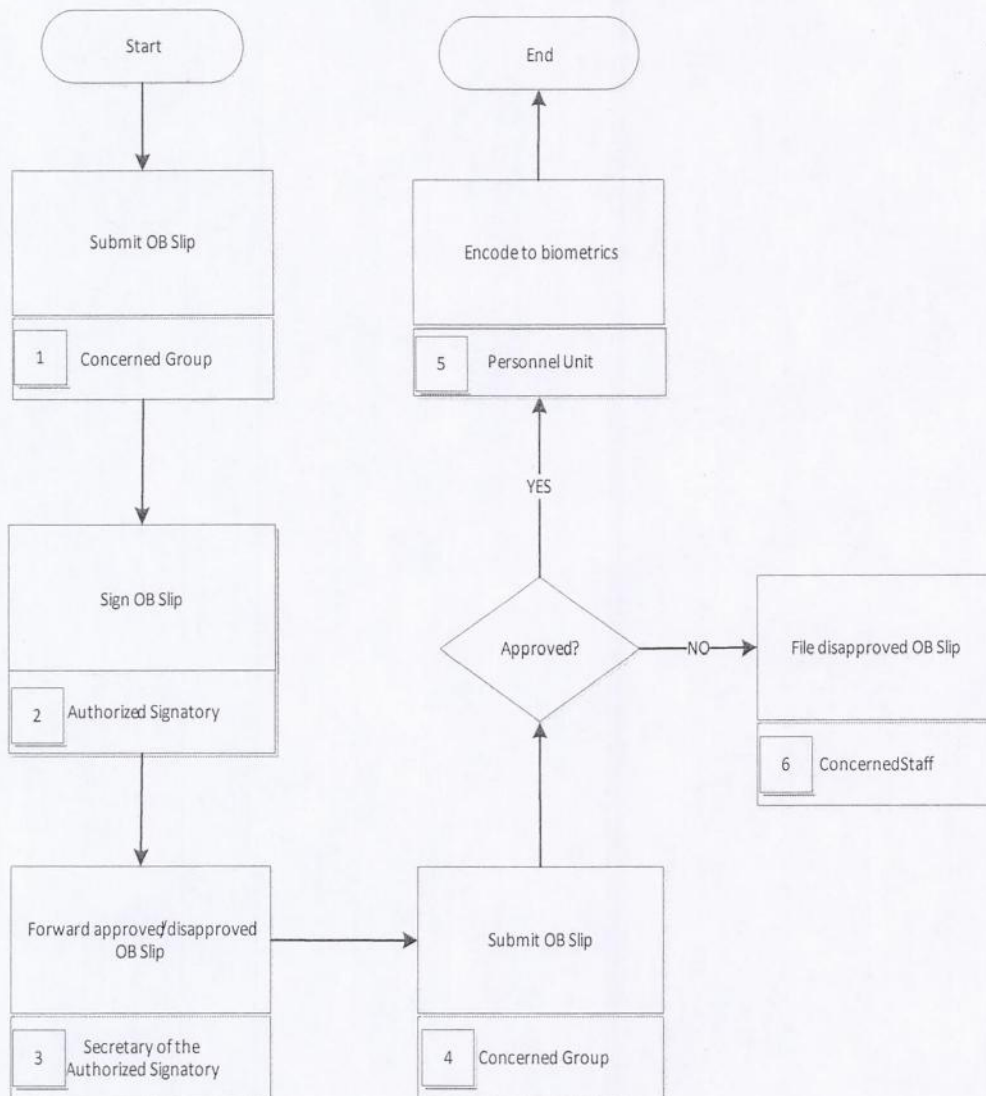 Start
Submit OB Slip
1
Concerned Group
Sign OB Slip
2
Authorized Signatory
Forward approved/disapproved
OB Slip
3
Secretary of the
Authorized Signatory
Submit OB Slip
4
Concerned Group
Approved?
YES
NO
Encode to biometrics
5
Personnel Unit
End
File disapproved OB Slip
6
ConcernedStaff